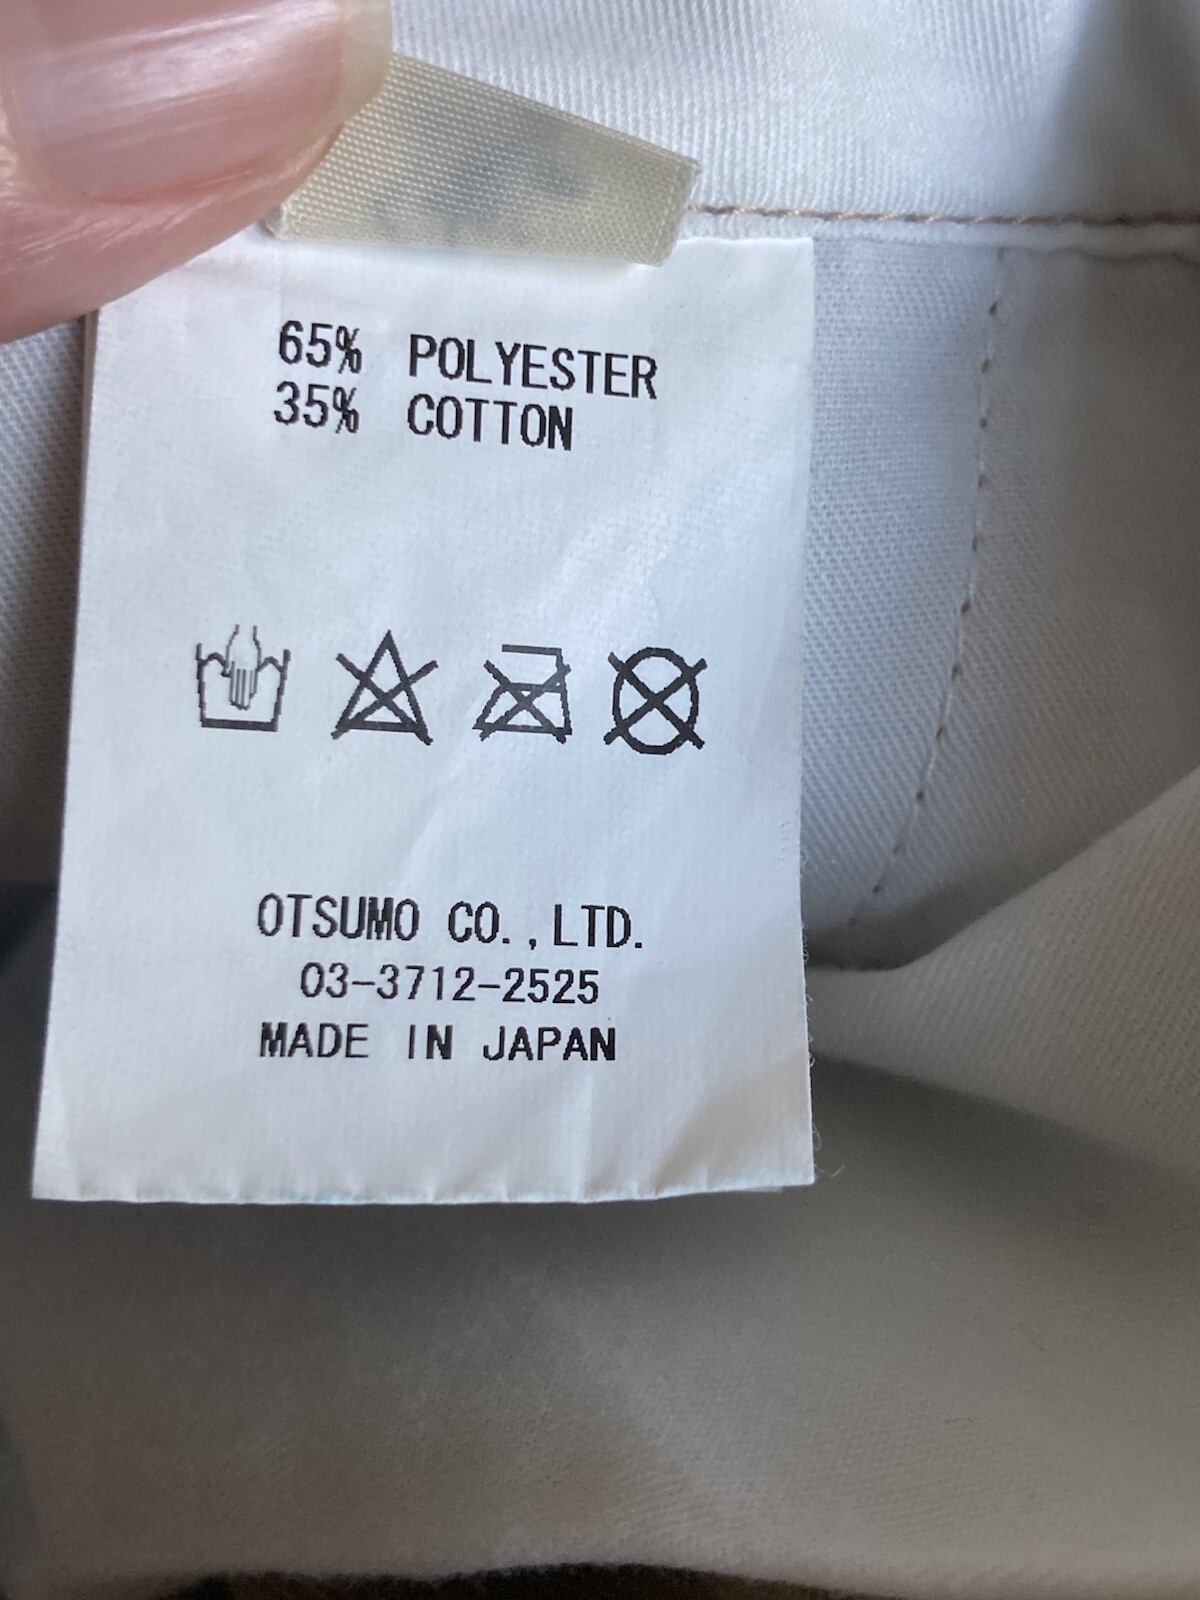 65% POLYESTER
35% COTTON
OTSUMO CO.,LTD.
03-3712-2525
MADE IN JAPAN